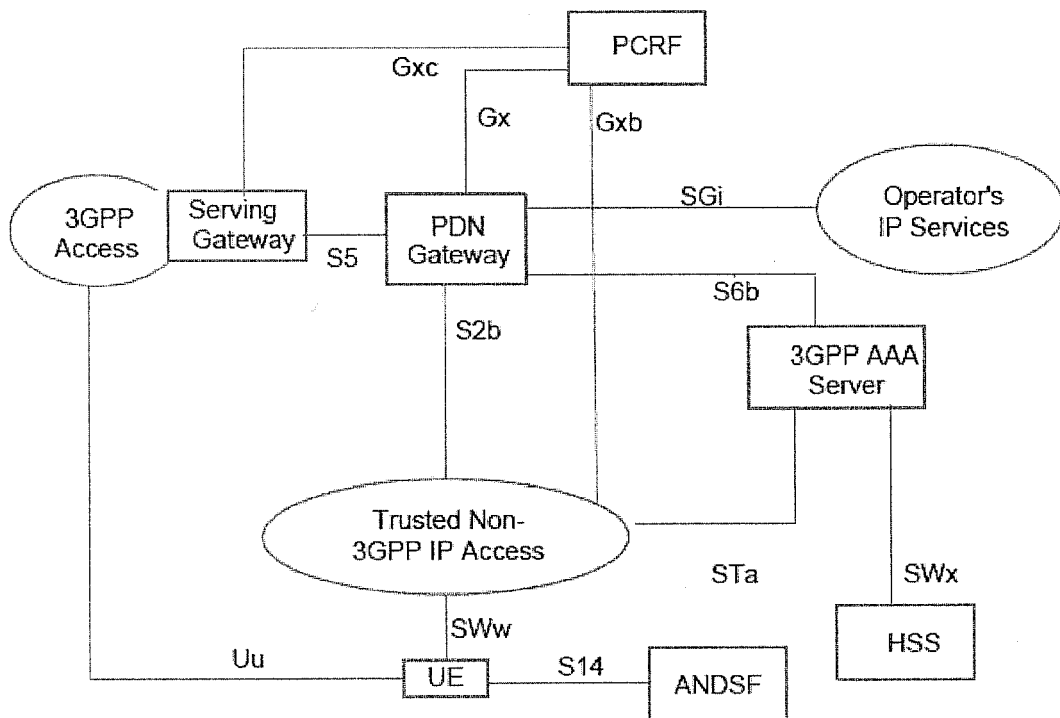 PCRF
Gxc
Gx
Gxb
3GPP
Access
Serving
Gateway
S5
PDN
Gateway
SGi
Operator's
IP Services
S6b
S2b
3GPP AAA
Server
Trusted Non-
3GPP IP Access
STa
SWx
SWw
HSS
Uu
UE
S14
ANDSF